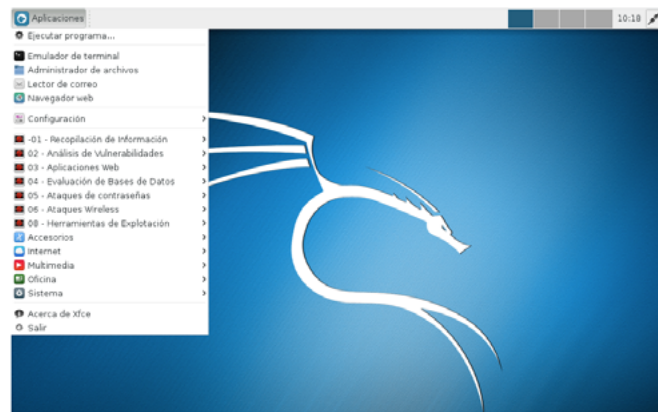 Aplicaciones
10:18
Ejecutar programa...
Emulador de terminal
Administrador de archivos
Lector de correo
Navegador web
Configuración
-01 - Recopilación de Información
02 - Análisis de Vulnerabilidades
03 - Aplicaciones Web
04 - Evaluación de Bases de Datos
05 - Ataques de contraseñas
06 - Ataques Wireless
08 - Herramientas de Explotación
Accesorios
Internet
Multimedia
Oficina
Sistema
Acerca de Xfce
Salir